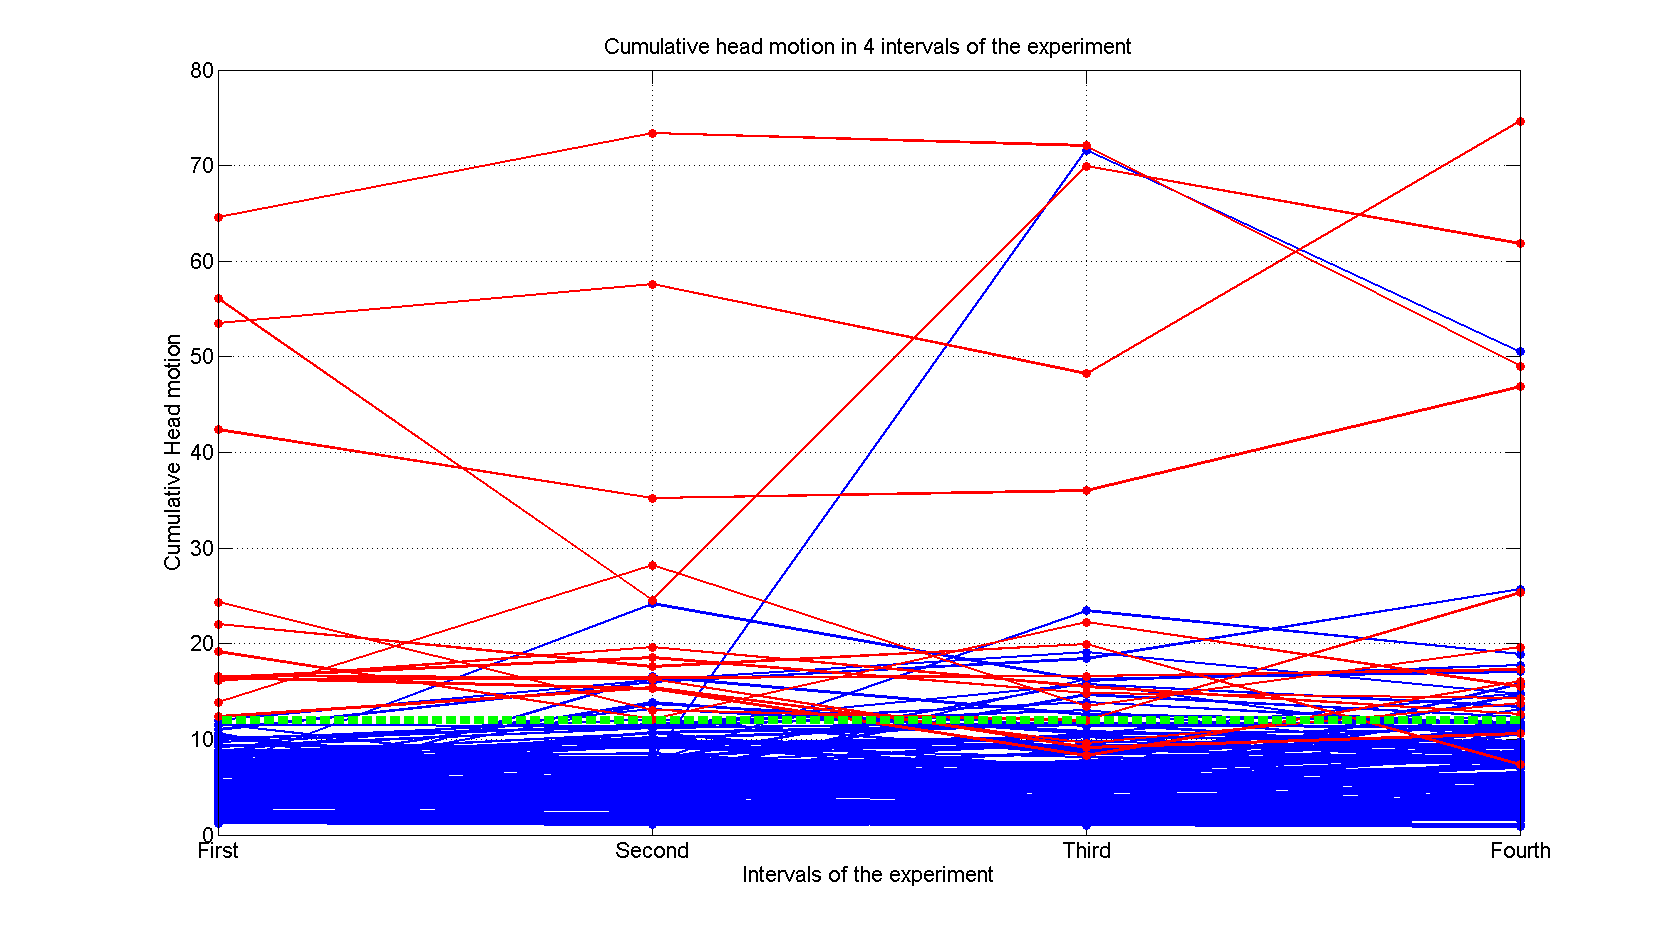 Cumulative head motion in 4 intervals of the experiment
80
70
60
50
40
30
20
10
0
Cumulative Head motion
First Second Third Fourth
Intervals of the experiment